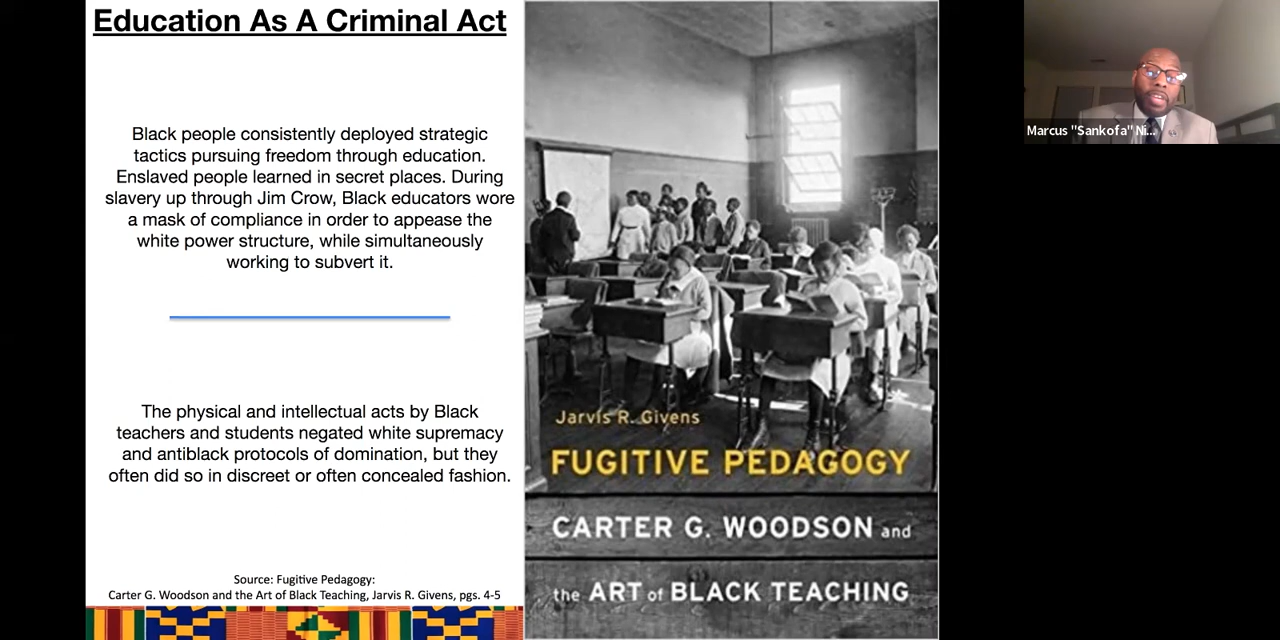 Education As A Criminal Act
Black people consistently deployed strategic
tactics pursuing freedom through education.
Enslaved people learned in secret places. During
slavery up through Jim Crow, Black educators wore
a mask of compliance in order to appease the
white power structure, while simultaneously
working to subvert it.
The physical and intellectual acts by Black
teachers and students negated white supremacy
and antiblack protocols of domination, but they
often did so in discreet or often concealed fashion.
Source: Fugitive Pedagogy:
Carter G. Woodson and the Art of Black Teaching, Jarvis R. Givens, pgs. 4-5
Jarvis R. Givens
FUGITIVE PEDAGOGY
CARTER G. WOODSON and
the ART of BLACK TEACHING
Marcus "Sankofa" Ni...